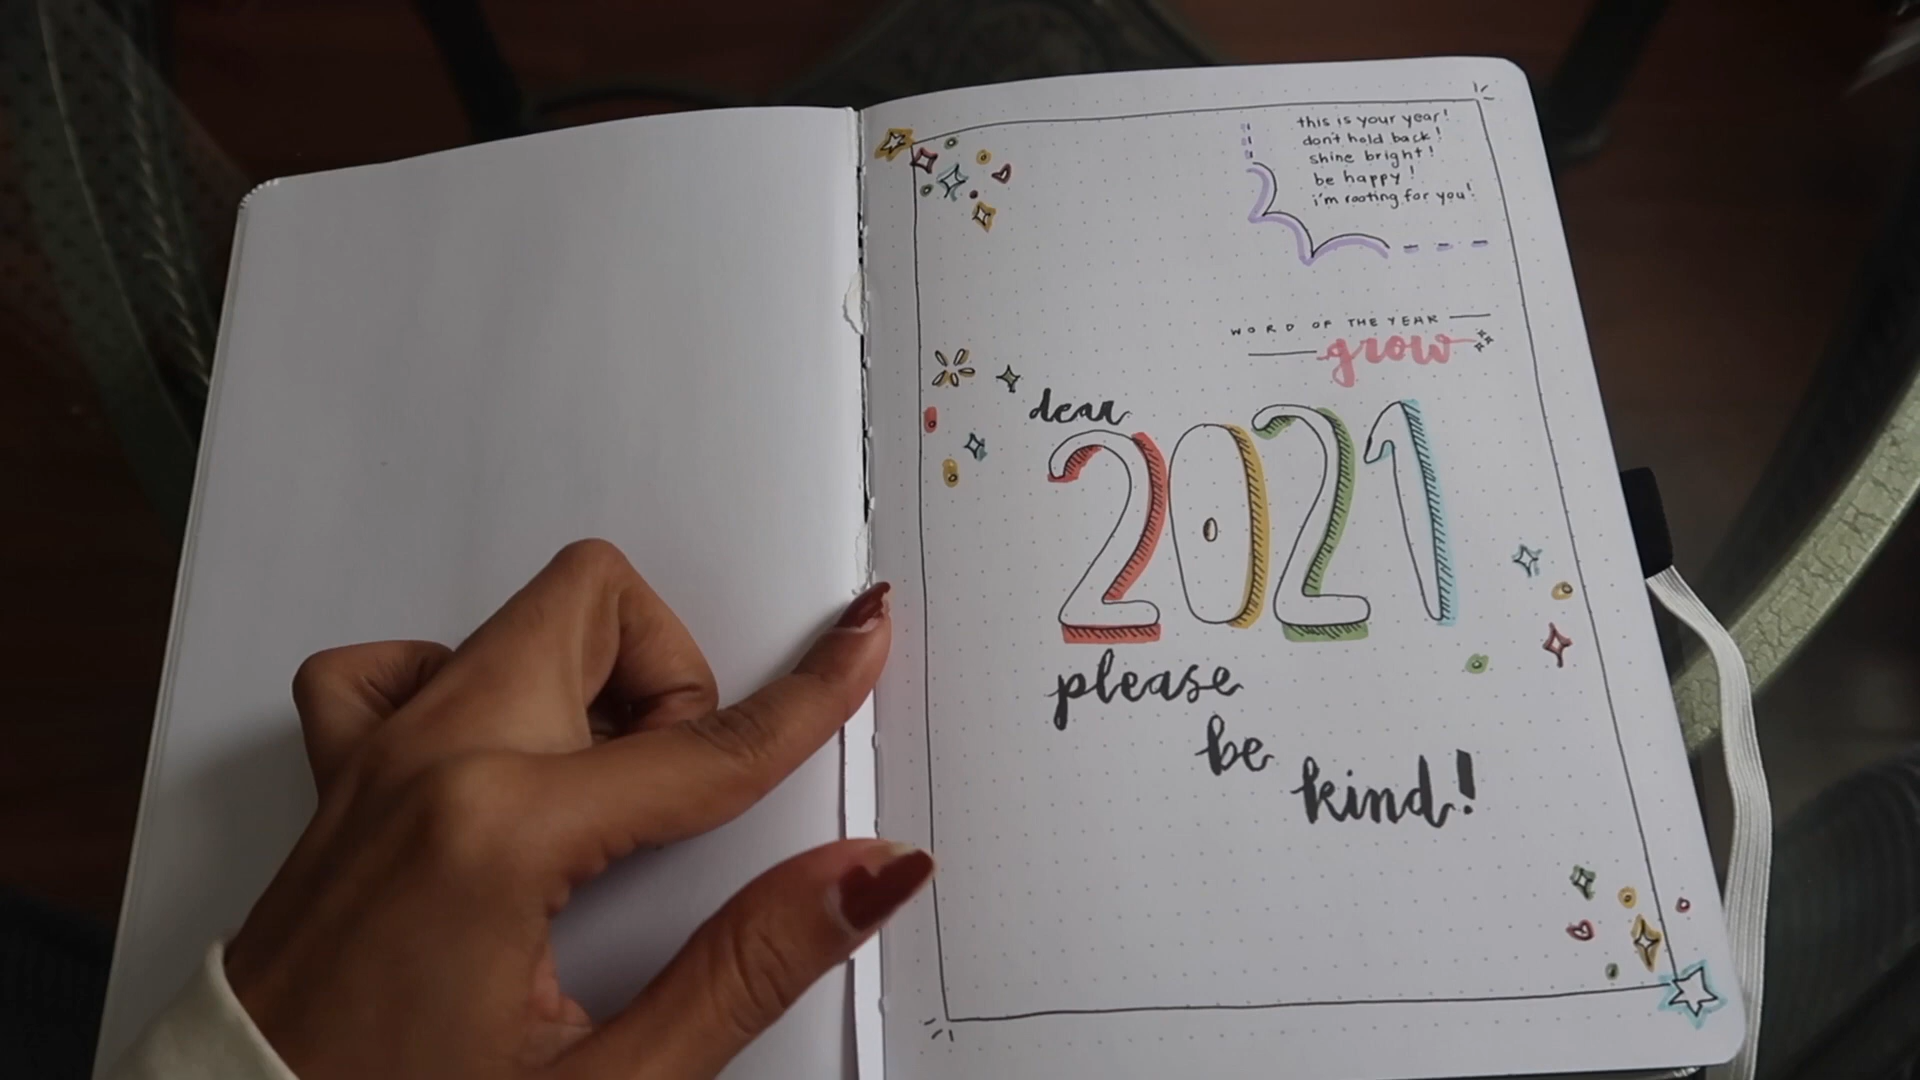 this is your year!
don't hold back!
shine bright!
be happy!
i'm rooting for you!
WORD OF THE YEAR
grow
dear
2021
please
be
kind!